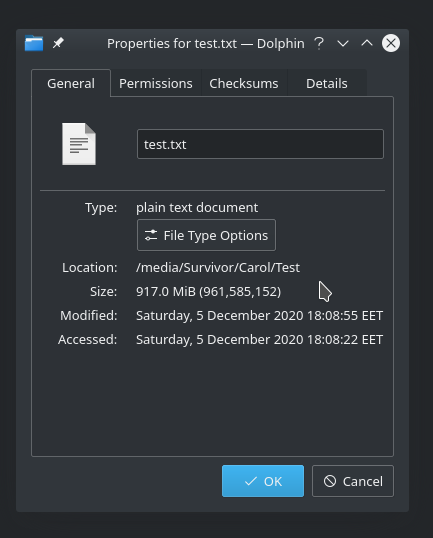 Properties for test.txt — Dolphin ?
General Permissions Checksums Details
test.txt
Type: plain text document
File Type Options
Location: /media/Survivor/Carol/Test
Size: 917.0 MiB (961,585,152)
Modified: Saturday, 5 December 2020 18:08:55 EET
Accessed: Saturday, 5 December 2020 18:08:22 EET
OK Cancel